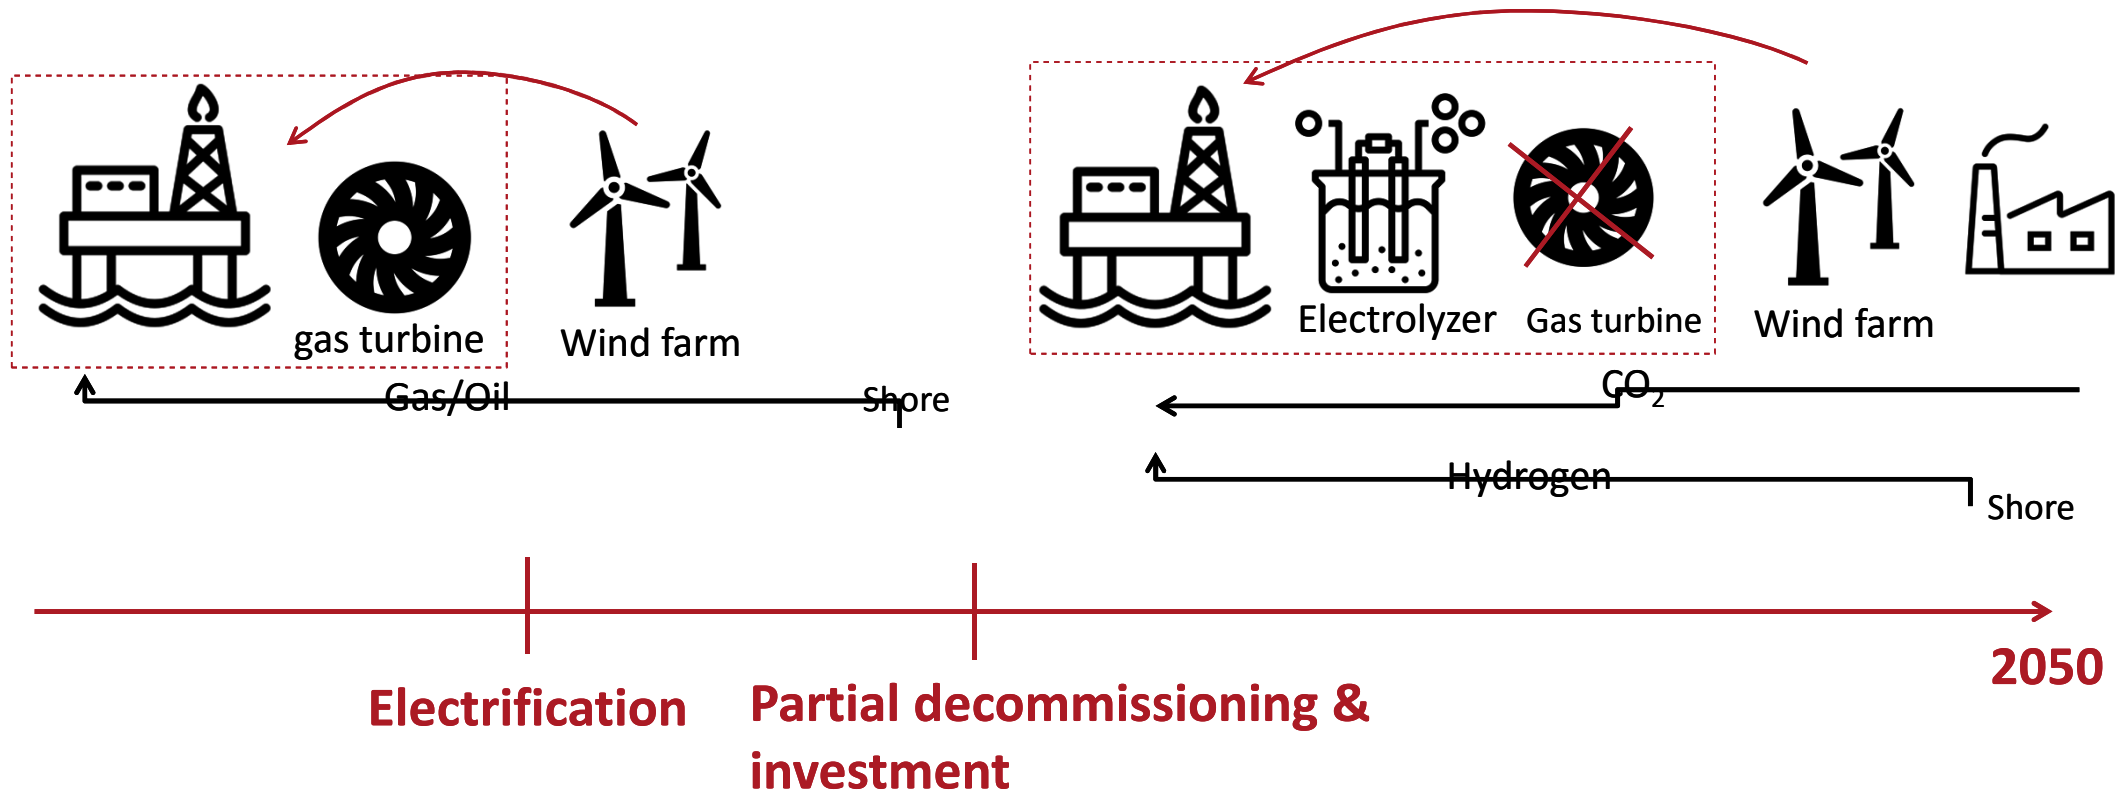 gas turbine
Wind farm
Gas/Oil
Shore
Electrolyzer
Gas turbine
Wind farm
CO₂
Hydrogen
Shore
2050
Electrification
Partial decommissioning &
investment